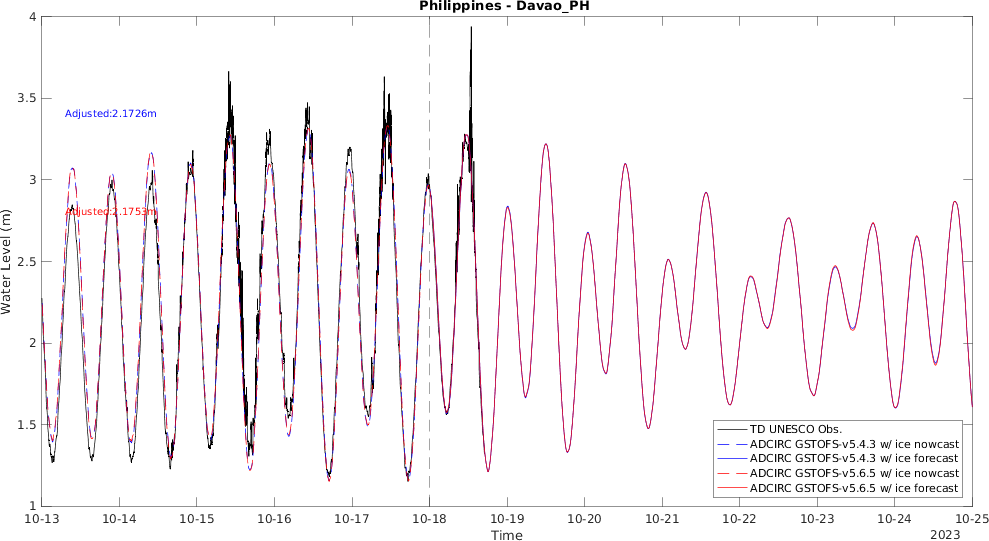 Philippines - Davao_PH
4
3.5
3
2.5
2
1.5
1
Water Level (m)
Adjusted:2.1726m
Adjusted:2.1753m
TD UNESCO Obs.
ADCIRC GSTOFS-v5.4.3 w/ ice nowcast
ADCIRC GSTOFS-v5.4.3 w/ ice forecast
ADCIRC GSTOFS-v5.6.5 w/ ice nowcast
ADCIRC GSTOFS-v5.6.5 w/ ice forecast
10-13 10-14 10-15 10-16 10-17 10-18 10-19 10-20 10-21 10-22 10-23 10-24 10-25
Time
2023